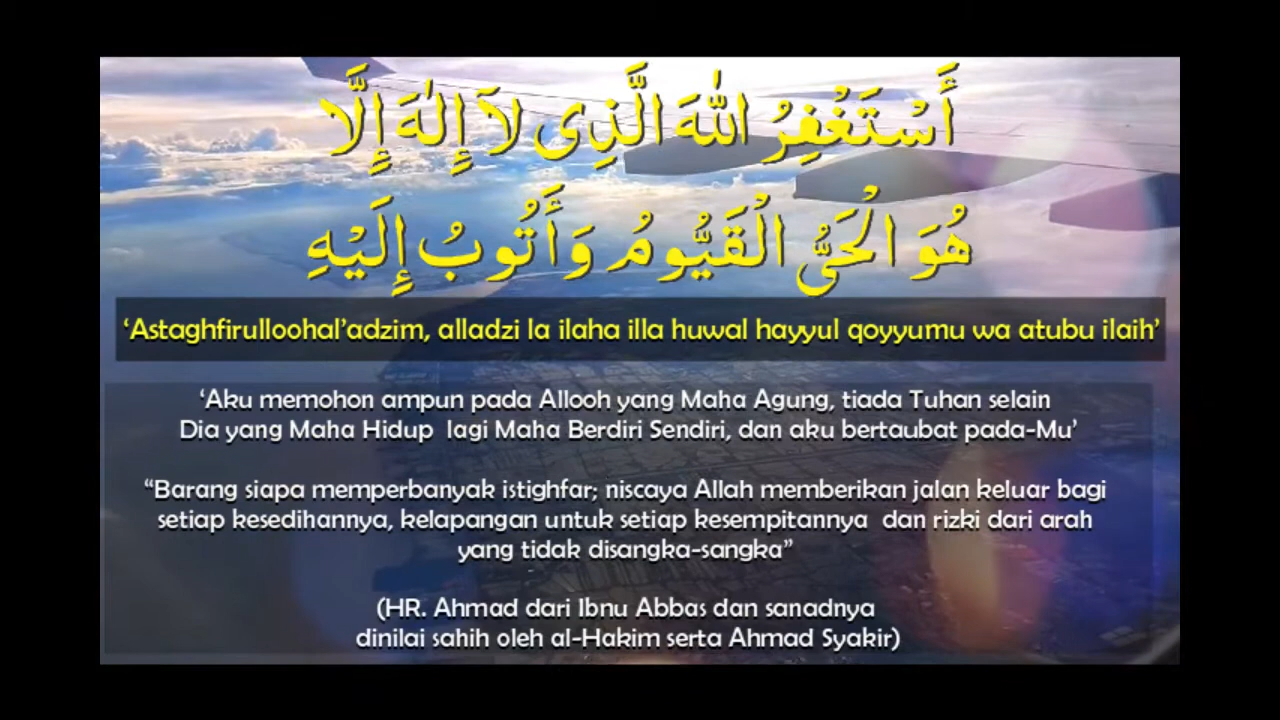 أَسْتَغْفِرُ اللّٰهَ الَّذِى لَآ إِلٰهَ إِلَّا
هُوَ الْحَىُّ الْقَيُّومُ وَأَتُوبُ إِلَيْهِ
‘Astaghfirulloohal’adzim, alladzi la ilaha illa huwal hayyul qoyyumu wa atubu ilaih’
‘Aku memohon ampun pada Allooh yang Maha Agung, tiada Tuhan selain
Dia yang Maha Hidup lagi Maha Berdiri Sendiri, dan aku bertaubat pada-Mu’
“Barang siapa memperbanyak istighfar; niscaya Allah memberikan jalan keluar bagi
setiap kesedihannya, kelapangan untuk setiap kesempitannya dan rizki dari arah
yang tidak disangka-sangka”
(HR. Ahmad dari Ibnu Abbas dan sanadnya
dinilai sahih oleh al-Hakim serta Ahmad Syakir)